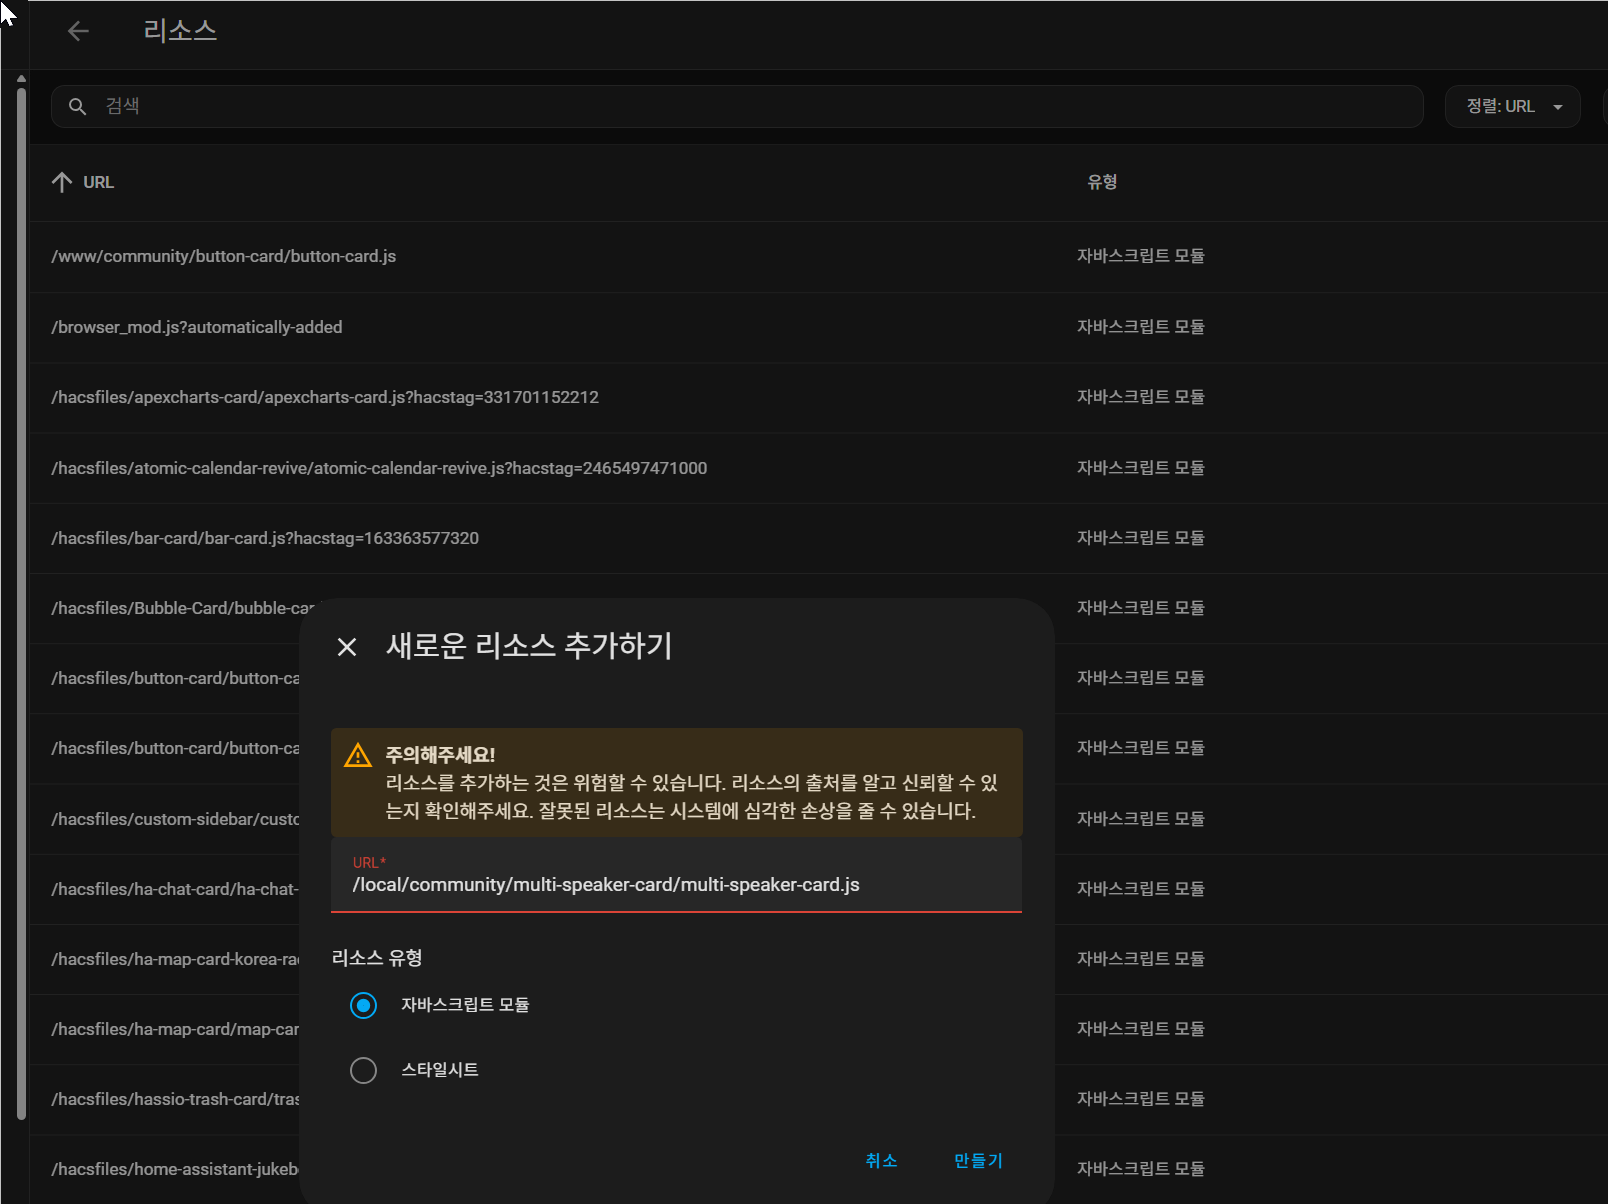 리소스
검색
정렬: URL
URL
유형
/www/community/button-card/button-card.js
자바스크립트 모듈
/browser_mod.js?automatically-added
자바스크립트 모듈
/hacsfiles/apexcharts-card/apexcharts-card.js?hacstag=331701152212
자바스크립트 모듈
/hacsfiles/atomic-calendar-revive/atomic-calendar-revive.js?hacstag=2465497471000
자바스크립트 모듈
/hacsfiles/bar-card/bar-card.js?hacstag=163363577320
자바스크립트 모듈
/hacsfiles/Bubble-Card/bubble-car
자바스크립트 모듈
/hacsfiles/button-card/button-ca
자바스크립트 모듈
/hacsfiles/button-card/button-ca
자바스크립트 모듈
/hacsfiles/custom-sidebar/custo
자바스크립트 모듈
/hacsfiles/ha-chat-card/ha-chat-
자바스크립트 모듈
/hacsfiles/ha-map-card-korea-rad
자바스크립트 모듈
/hacsfiles/ha-map-card/map-car
자바스크립트 모듈
/hacsfiles/hassio-trash-card/tras
자바스크립트 모듈
/hacsfiles/home-assistant-jukebo
자바스크립트 모듈
새로운 리소스 추가하기
주의해주세요!
리소스를 추가하는 것은 위험할 수 있습니다. 리소스의 출처를 알고 신뢰할 수 있
는지 확인해주세요. 잘못된 리소스는 시스템에 심각한 손상을 줄 수 있습니다.
URL*
/local/community/multi-speaker-card/multi-speaker-card.js
리소스 유형
자바스크립트 모듈
스타일시트
취소
만들기